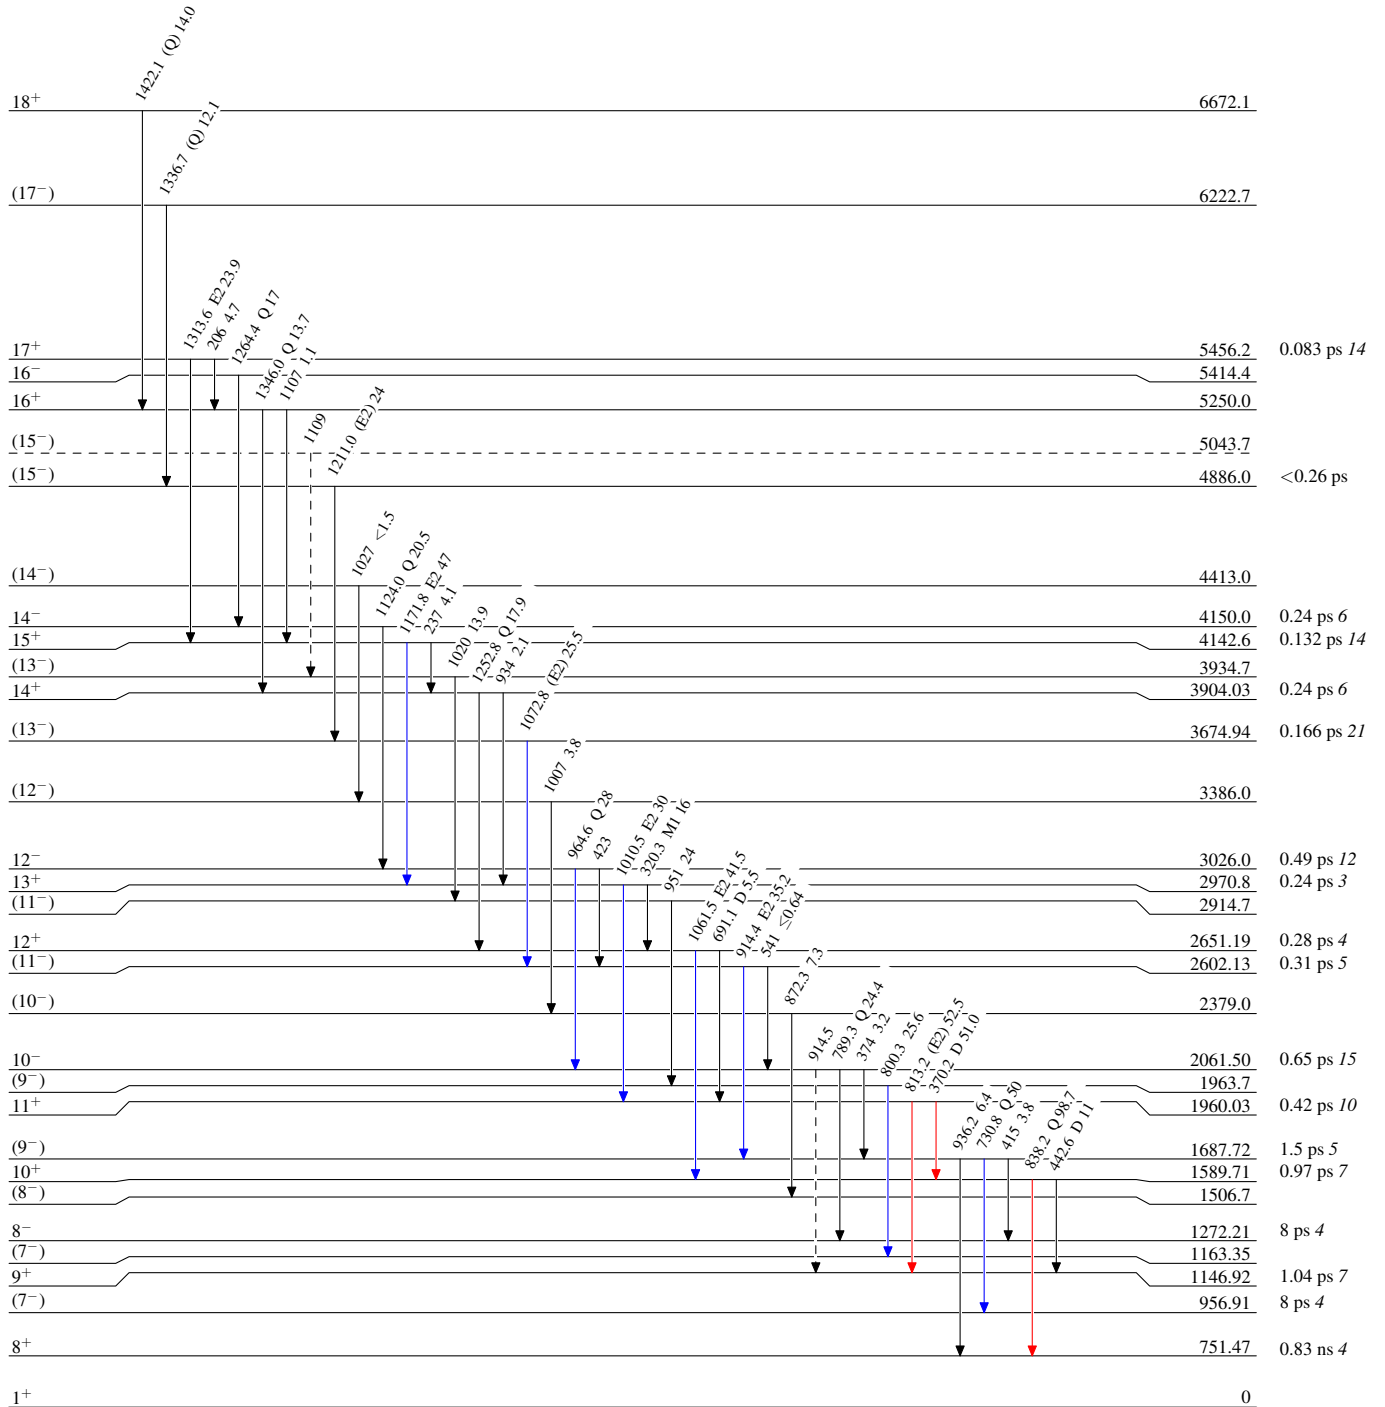 1422.1 (Q) 14.0
18+ 6672.1
1336.7 (Q) 12.1
(17−) 6222.7
1313.6 E2 23.9
206 4.7
17+ 5456.2 0.083 ps 14
1264.4 Q 17
16− 5414.4
1346.0 Q 13.7
1107 1.1
16+ 5250.0
1109
(15−) 5043.7
1211.0 (E2) 24
(15−) 4886.0 <0.26 ps
1027 <1.5
(14−) 4413.0
1124.0 Q 20.5
14− 4150.0 0.24 ps 6
1171.8 E2 47
237 4.1
15+ 4142.6 0.132 ps 14
1020 13.9
(13−) 3934.7
1252.8 Q 17.9
934 2.1
14+ 3904.03 0.24 ps 6
1072.8 (E2) 25.5
(13−) 3674.94 0.166 ps 21
1007 3.8
(12−) 3386.0
964.6 Q 28
423
12− 3026.0 0.49 ps 12
1010.5 E2 30
320.3 M1 16
13+ 2970.8 0.24 ps 3
951 24
(11−) 2914.7
1061.5 E2 41.5
691.1 D 5.5
12+ 2651.19 0.28 ps 4
914.4 E2 35.2
541 ≤0.64
(11−) 2602.13 0.31 ps 5
872.3 7.3
(10−) 2379.0
914.5
789.3 Q 24.4
374 3.2
10− 2061.50 0.65 ps 15
800.3 25.6
(9−) 1963.7
813.2 (E2) 52.5
370.2 D 51.0
11+ 1960.03 0.42 ps 10
936.2 6.4
730.8 Q 50
415 3.8
(9−) 1687.72 1.5 ps 5
838.2 Q 98.7
442.6 D 11
10+ 1589.71 0.97 ps 7
(8−) 1506.7
8− 1272.21 8 ps 4
(7−) 1163.35
9+ 1146.92 1.04 ps 7
(7−) 956.91 8 ps 4
8+ 751.47 0.83 ns 4
1+ 0